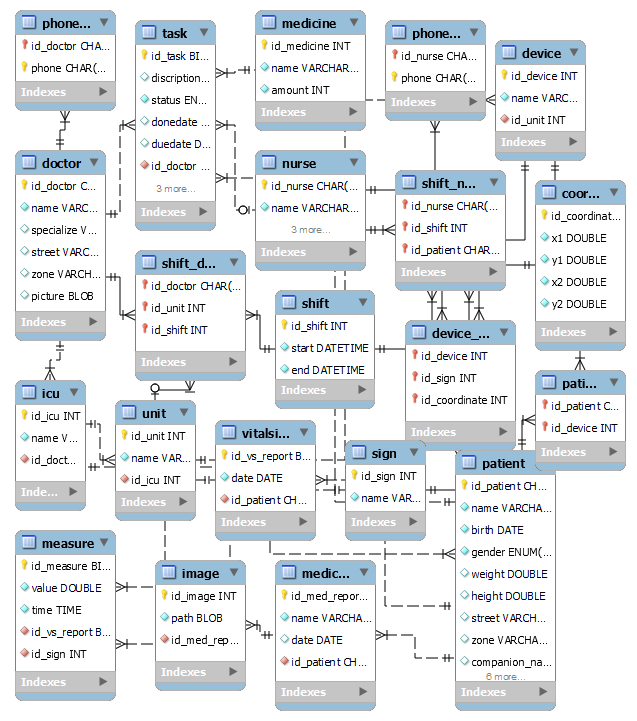 phone...
id_doctor CHA...
phone CHAR(...
Indexes
task
id_task BI...
discription...
status EN...
donedate ...
duedate D...
id_doctor ...
3 more...
Indexes
medicine
id_medicine INT
name VARCHAR...
amount INT
Indexes
phone...
id_nurse CHA...
phone CHAR(...
Indexes
device
id_device INT
name VARC...
id_unit INT
Indexes
doctor
id_doctor C...
name VARC...
specialize V...
street VARC...
zone VARCH...
picture BLOB
Indexes
nurse
id_nurse CHAR(...
name VARCHAR...
3 more...
Indexes
shift_n...
id_nurse CHAR(...
id_shift INT
id_patient CHAR...
Indexes
coor...
id_coordinat...
x1 DOUBLE
y1 DOUBLE
x2 DOUBLE
y2 DOUBLE
Indexes
shift_d...
id_doctor CHAR(...
id_unit INT
id_shift INT
Indexes
shift
id_shift INT
start DATETIME
end DATETIME
Indexes
device_...
id_device INT
id_sign INT
id_coordinate INT
Indexes
pati...
id_patient C...
id_device INT
Indexes
icu
id_icu INT
name V...
id_doct...
Inde...
unit
id_unit INT
name VAR...
id_icu INT
Indexes
vitalsi...
id_vs_report B...
date DATE
id_patient CH...
Indexes
sign
id_sign INT
name VAR...
Indexes
patient
id_patient CH...
name VARCHA...
birth DATE
gender ENUM(...
weight DOUBLE
height DOUBLE
street VARCH...
zone VARCHA...
companion_na...
6 more...
Indexes
measure
id_measure BI...
value DOUBLE
time TIME
id_vs_report B...
id_sign INT
Indexes
image
id_image INT
path BLOB
id_med_rep...
Indexes
medic...
id_med_repor...
name VARCHA...
date DATE
id_patient CH...
Indexes